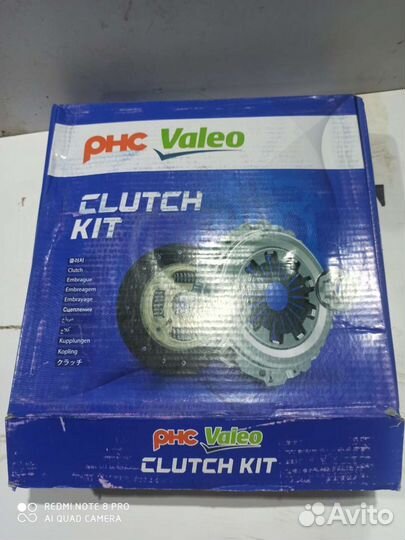 PHC Valeo
CLUTCH
KIT
클러치
Clutch
Embrague
Embreagem
Embrayage
Сцепление
Kupplungen
Kopling
クラッチ
PHC Valeo
CLUTCH KIT
REDMI NOTE 8 PRO
AI QUAD CAMERA
Avito